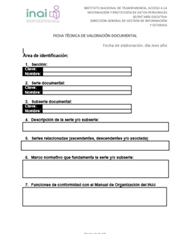 inai
INSTITUTO NACIONAL DE TRANSPARENCIA, ACCESO A LA
INFORMACIÓN Y PROTECCIÓN DE DATOS PERSONALES
SECRETARÍA EJECUTIVA
DIRECCIÓN GENERAL DE GESTIÓN DE INFORMACIÓN
Y ESTUDIOS
FICHA TÉCNICA DE VALORACIÓN DOCUMENTAL
Fecha de elaboración: día mes año
Área de identificación:
1. Sección:
Clave:
Nombre:
2. Serie documental:
Clave:
Nombre:
3. Subserie documental:
Clave:
Nombre:
4. Descripción de la serie y/o subserie:
5. Series relacionadas (ascendentes, descendentes y/o asociada):
6. Marco normativo que fundamenta la serie y/o subserie:
7. Funciones de conformidad con el Manual de Organización del INAI